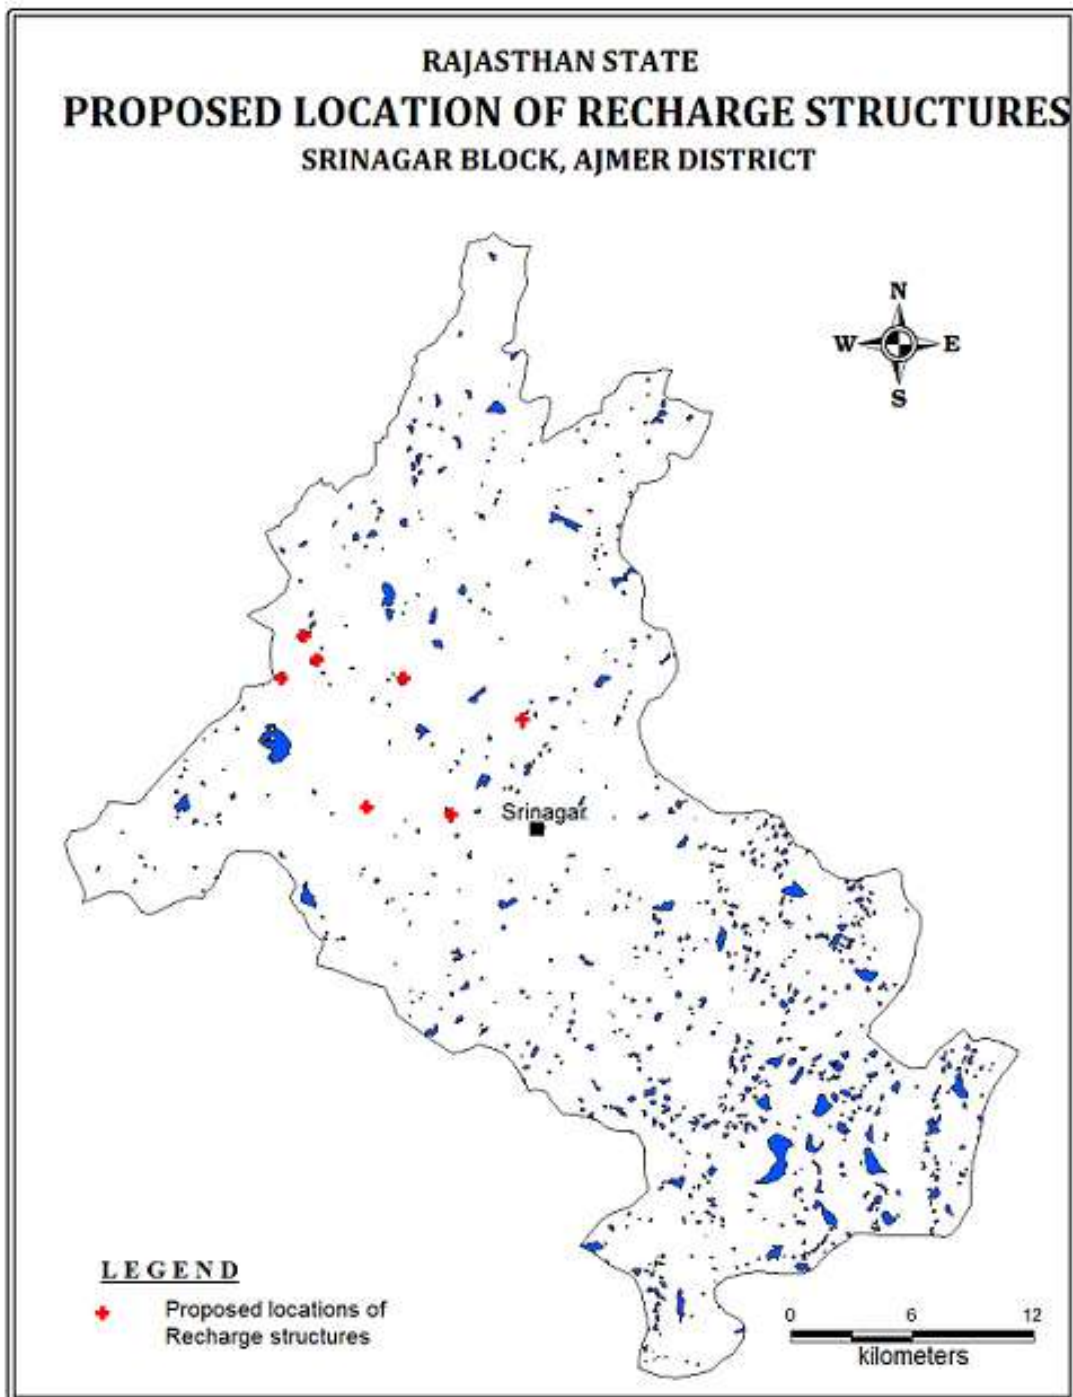 RAJASTHAN STATE
PROPOSED LOCATION OF RECHARGE STRUCTURES
SRINAGAR BLOCK, AJMER DISTRICT
N
W E
S
Srinagar
LEGEND
Proposed locations of
Recharge structures
0 6 12
kilometers